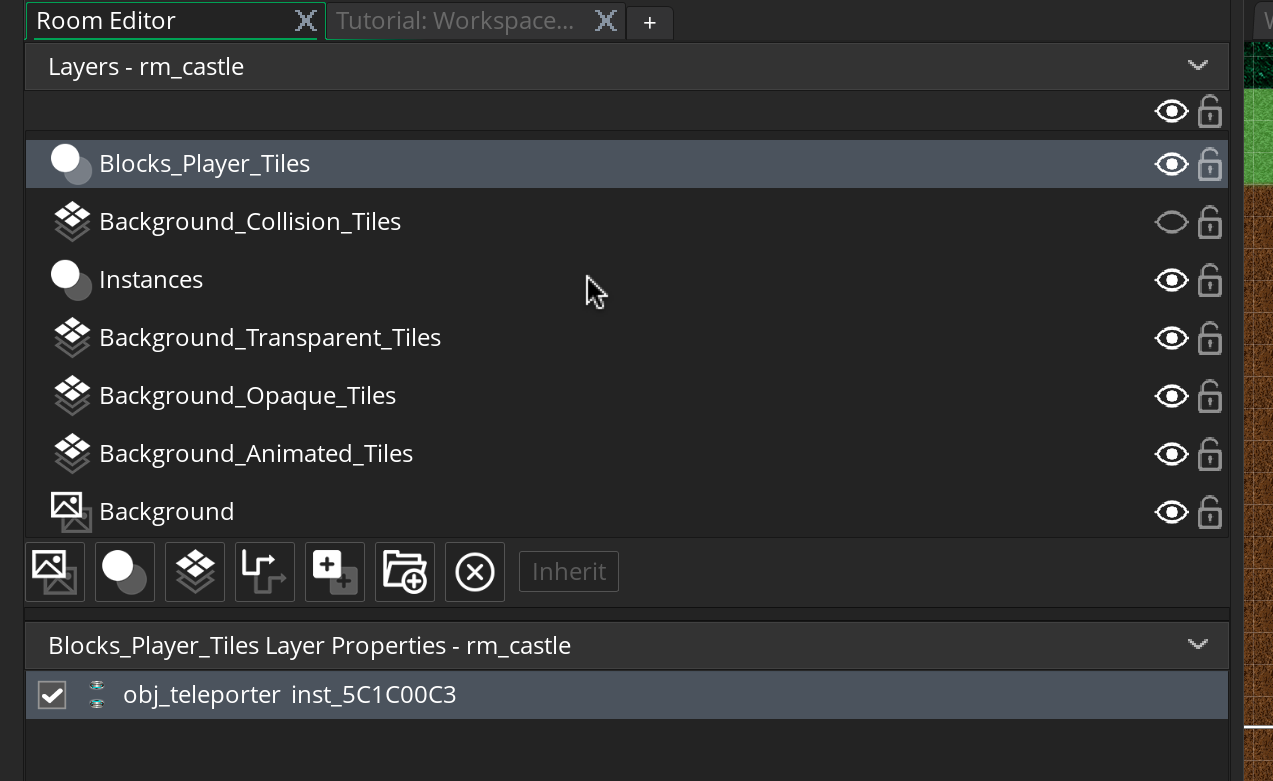 Room Editor
Tutorial: Workspace...
Layers - rm_castle
Blocks_Player_Tiles
Background_Collision_Tiles
Instances
Background_Transparent_Tiles
Background_Opaque_Tiles
Background_Animated_Tiles
Background
Inherit
Blocks_Player_Tiles Layer Properties - rm_castle
obj_teleporter inst_5C1C00C3